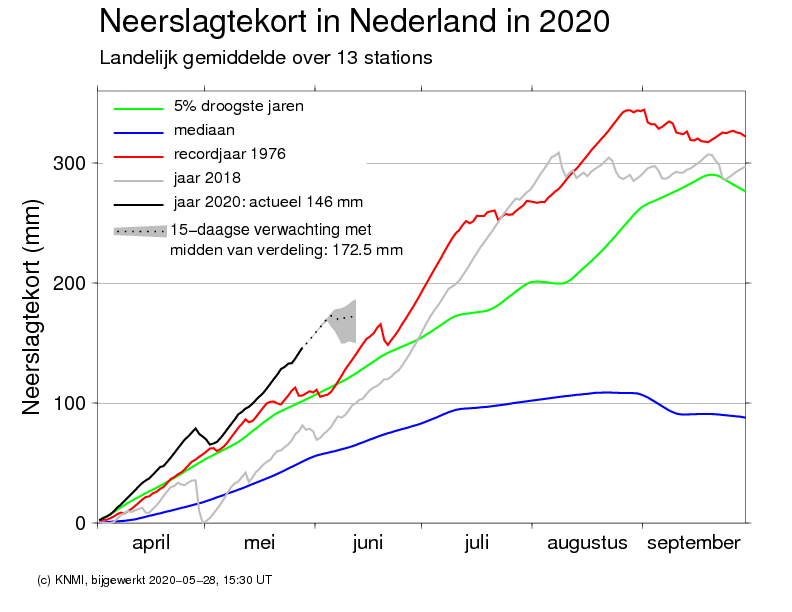 Neerslagtekort in Nederland in 2020
Landelijk gemiddelde over 13 stations
5% droogste jaren
mediaan
recordjaar 1976
jaar 2018
jaar 2020: actueel 146 mm
15−daagse verwachting met
midden van verdeling: 172.5 mm
Neerslagtekort (mm)
300
200
100
0
april mei juni juli augustus september
(c) KNMI, bijgewerkt 2020−05−28, 15:30 UT